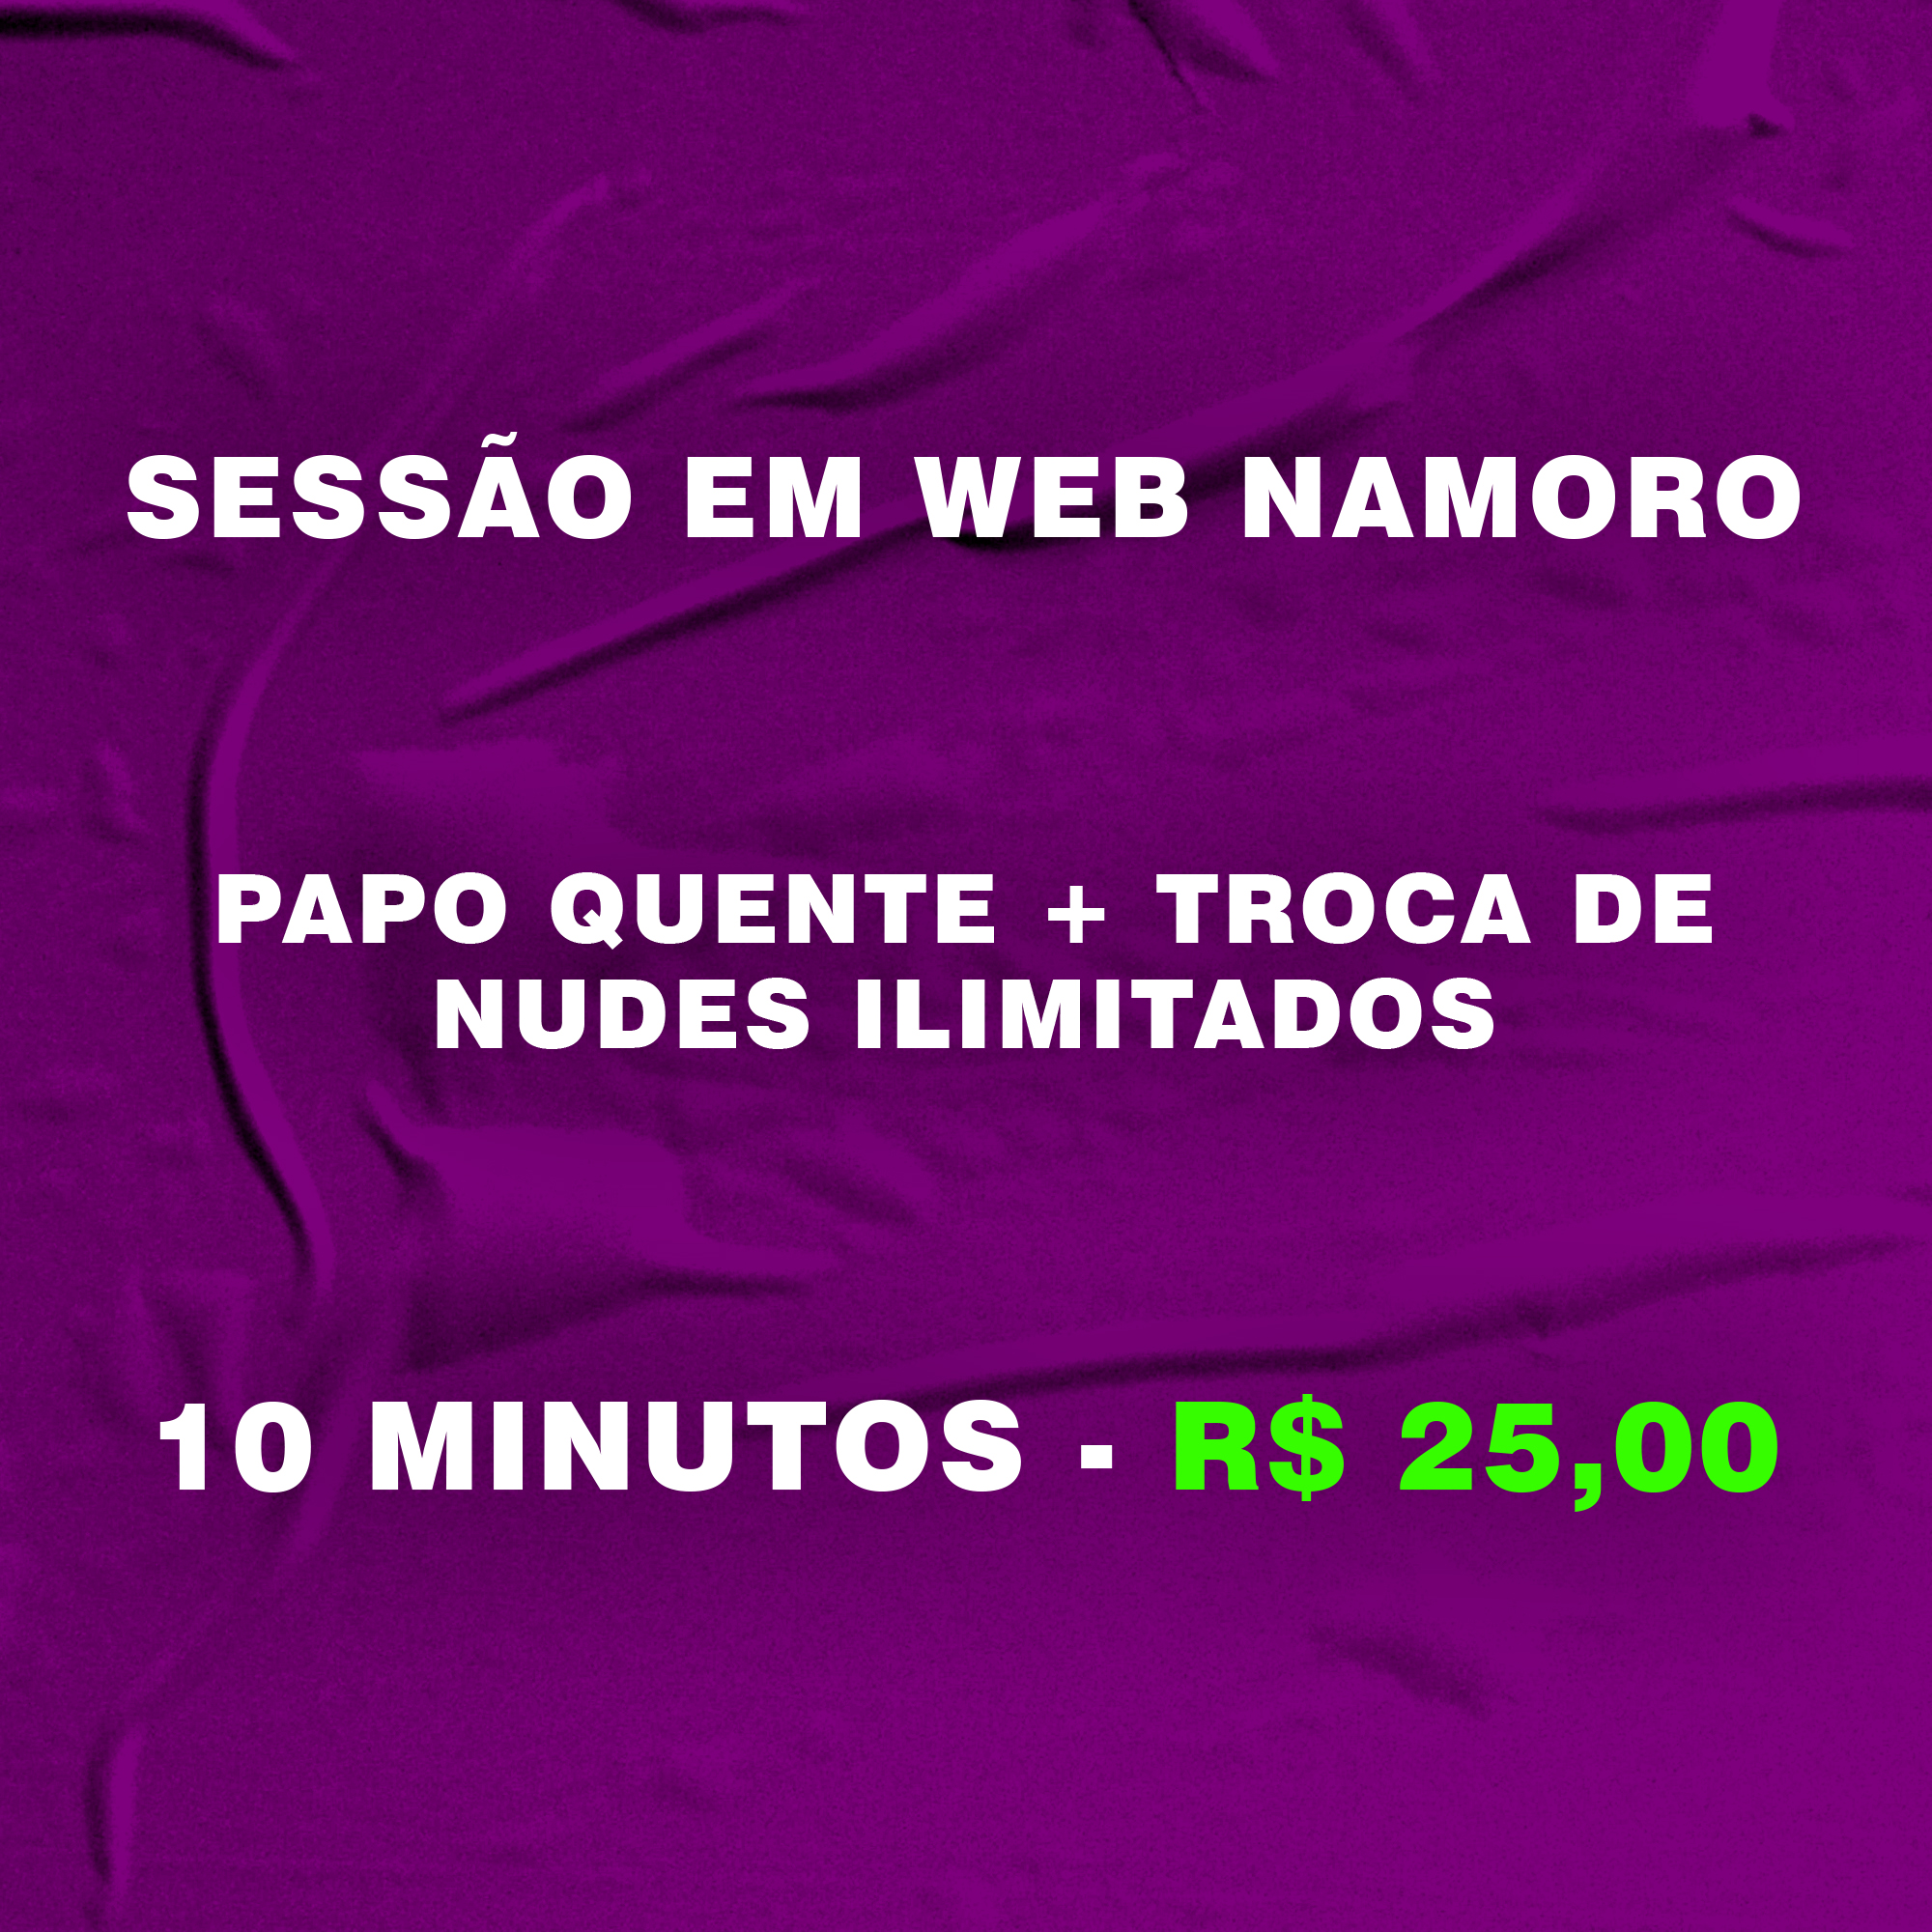 SESSÃO EM WEB NAMORO
PAPO QUENTE + TROCA DE
NUDES ILIMITADOS
10 MINUTOS - R$ 25,00